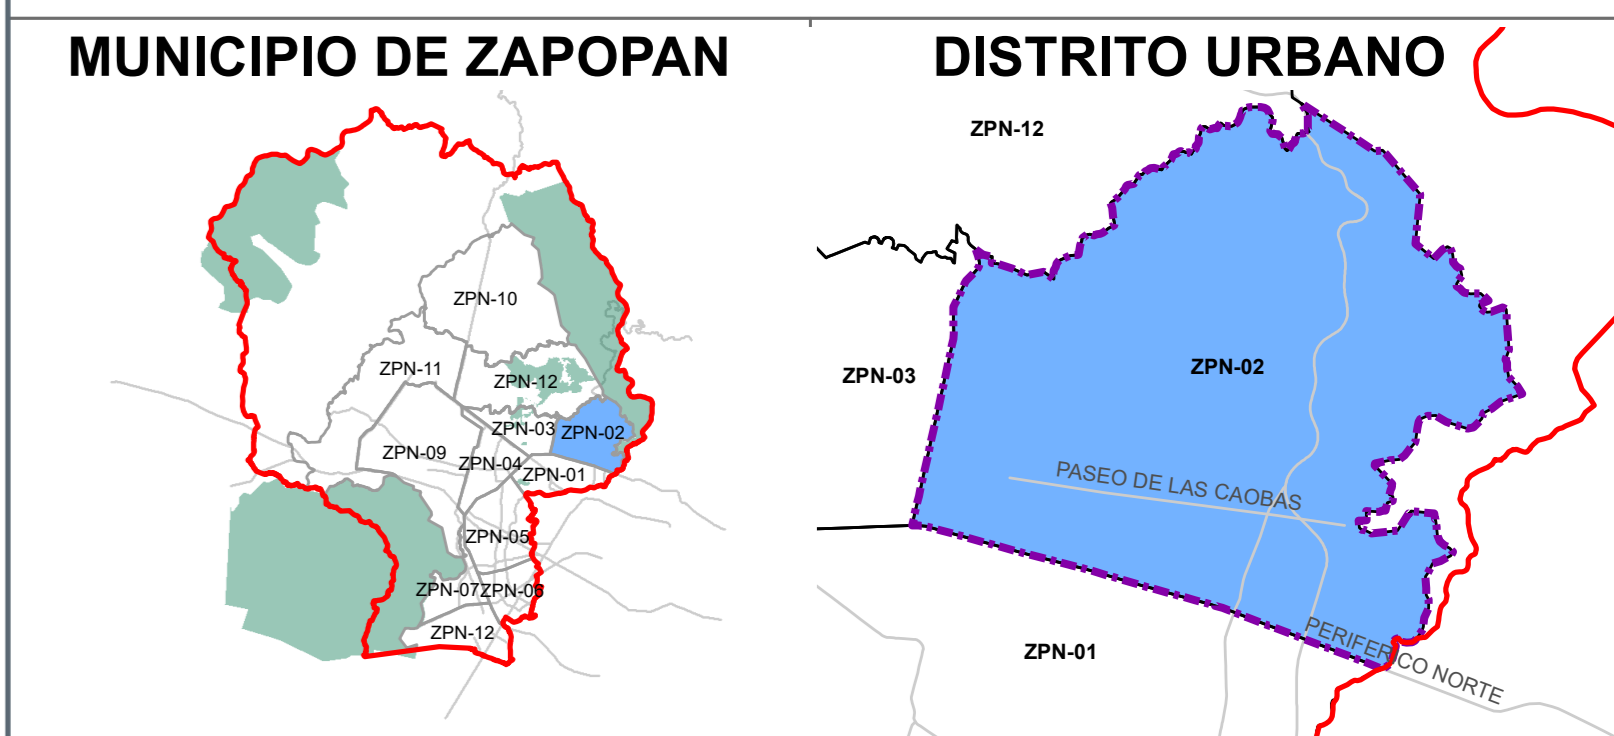 MUNICIPIO DE ZAPOPAN
ZPN-10
ZPN-11
ZPN-12
ZPN-03
ZPN-02
ZPN-09
ZPN-04
ZPN-01
ZPN-05
ZPN-07
ZPN-06
ZPN-12
DISTRITO URBANO
ZPN-12
ZPN-03
ZPN-02
PASEO DE LAS CAOBAS
ZPN-01
PERIFERICO NORTE